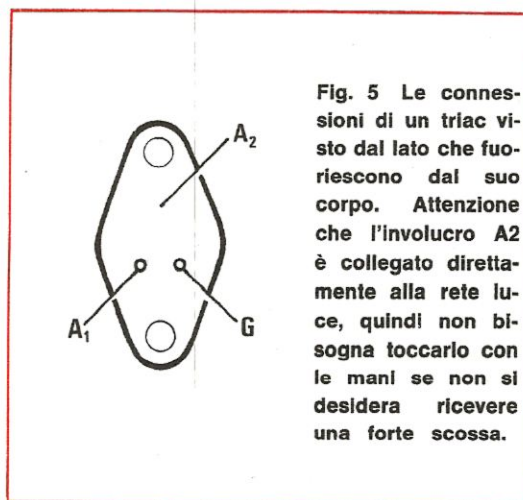 A2
A1
G
Fig. 5 Le connes-
sioni di un triac vi-
sto dal lato che fuo-
riescono dal suo
corpo. Attenzione
che l'involucro A2
è collegato diretta-
mente alla rete lu-
ce, quindi non bi-
sogna toccarlo con
le mani se non si
desidera ricevere
una forte scossa.